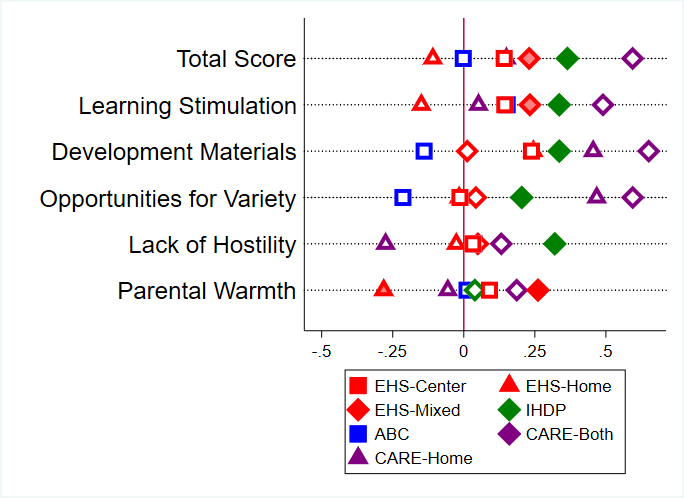 Total Score
Learning Stimulation
Development Materials
Opportunities for Variety
Lack of Hostility
Parental Warmth
-.5 -.25 0 .25 .5
EHS-Center EHS-Home
EHS-Mixed IHDP
ABC CARE-Both
CARE-Home